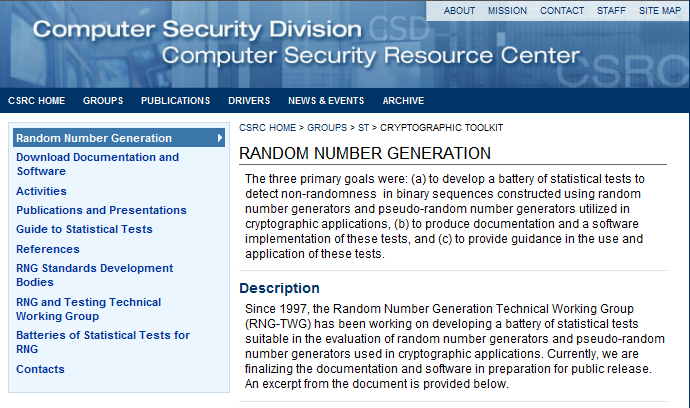 ABOUT MISSION CONTACT STAFF SITE MAP
Computer Security Division CSD
Computer Security Resource Center
CSRC
CSRC HOME GROUPS PUBLICATIONS DRIVERS NEWS & EVENTS ARCHIVE
Random Number Generation
Download Documentation and
Software
Activities
Publications and Presentations
Guide to Statistical Tests
References
RNG Standards Development
Bodies
RNG and Testing Technical
Working Group
Batteries of Statistical Tests for
RNG
Contacts
CSRC HOME > GROUPS > ST > CRYPTOGRAPHIC TOOLKIT
RANDOM NUMBER GENERATION
The three primary goals were: (a) to develop a battery of statistical tests to
detect non-randomness in binary sequences constructed using random
number generators and pseudo-random number generators utilized in
cryptographic applications, (b) to produce documentation and a software
implementation of these tests, and (c) to provide guidance in the use and
application of these tests.
Description
Since 1997, the Random Number Generation Technical Working Group
(RNG-TWG) has been working on developing a battery of statistical tests
suitable in the evaluation of random number generators and pseudo-random
number generators used in cryptographic applications. Currently, we are
finalizing the documentation and software in preparation for public release.
An excerpt from the document is provided below.